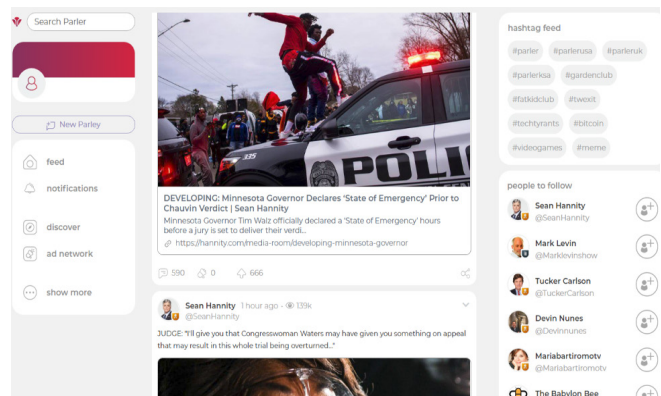 Search Parler
New Parley
feed
notifications
discover
ad network
show more
335
POLI
DEVELOPING: Minnesota Governor Declares 'State of Emergency' Prior to
Chauvin Verdict | Sean Hannity
Minnesota Governor Tim Walz officially declared a 'State of Emergency' hours
before a jury is set to deliver their verdi...
https://hannity.com/media-room/developing-minnesota-governor
590 0 666
Sean Hannity 1 hour ago · 139k
@SeanHannity
JUDGE: "I'll give you that Congresswoman Waters may have given you something on appeal
that may result in this whole trial being overturned..."
hashtag feed
#parler #parlerusa #parleruk
#parlerksa #gardenclub
#fatkidclub #twexit
#techtyrants #bitcoin
#videogames #meme
people to follow
Sean Hannity
@SeanHannity
Mark Levin
@Marklevinshow
Tucker Carlson
@TuckerCarlson
Devin Nunes
@Devinnunes
Mariabartiromotv
@Mariabartiromotv
The Babylon Bee